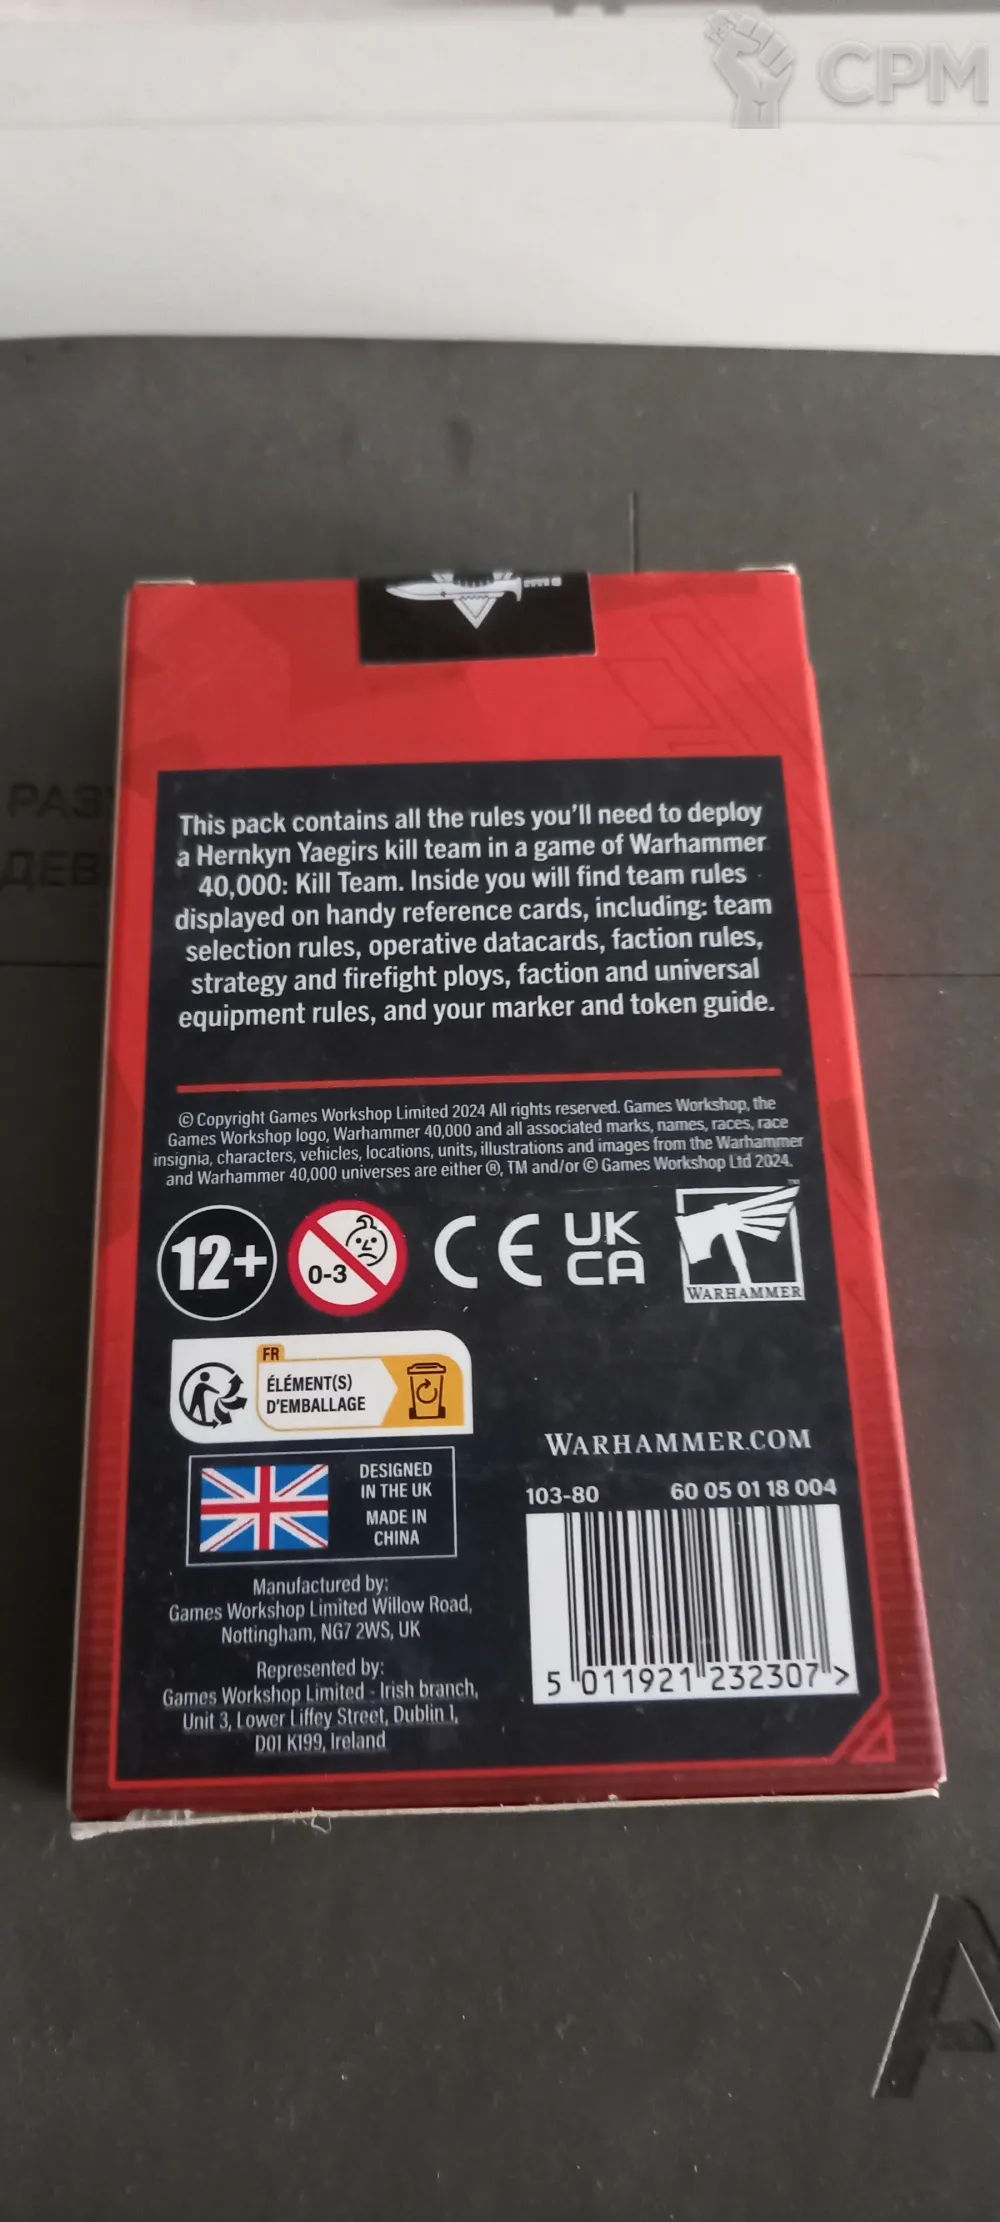 CPM
РАЗ
ДЕВ
This pack contains all the rules you'll need to deploy
a Hernkyn Yaegirs kill team in a game of Warhammer
40,000: Kill Team. Inside you will find team rules
displayed on handy reference cards, including: team
selection rules, operative datacards, faction rules,
strategy and firefight ploys, faction and universal
equipment rules, and your marker and token guide.
© Copyright Games Workshop Limited 2024 All rights reserved. Games Workshop, the
Games Workshop logo, Warhammer 40,000 and all associated marks, names, races, race
insignia, characters, vehicles, locations, units, illustrations and images from the Warhammer
and Warhammer 40,000 universes are either ®, TM and/or © Games Workshop Ltd 2024.
12+
0-3
CE
UK
CA
WARHAMMER™
FR
ÉLÉMENT(S)
D'EMBALLAGE
DESIGNED
IN THE UK
MADE IN
CHINA
Manufactured by:
Games Workshop Limited Willow Road,
Nottingham, NG7 2WS, UK
Represented by:
Games Workshop Limited - Irish branch,
Unit 3, Lower Liffey Street, Dublin 1,
D01 K199, Ireland
WARHAMMER.COM
103-80 60 05 01 18 004
5 011921 232307 >
A